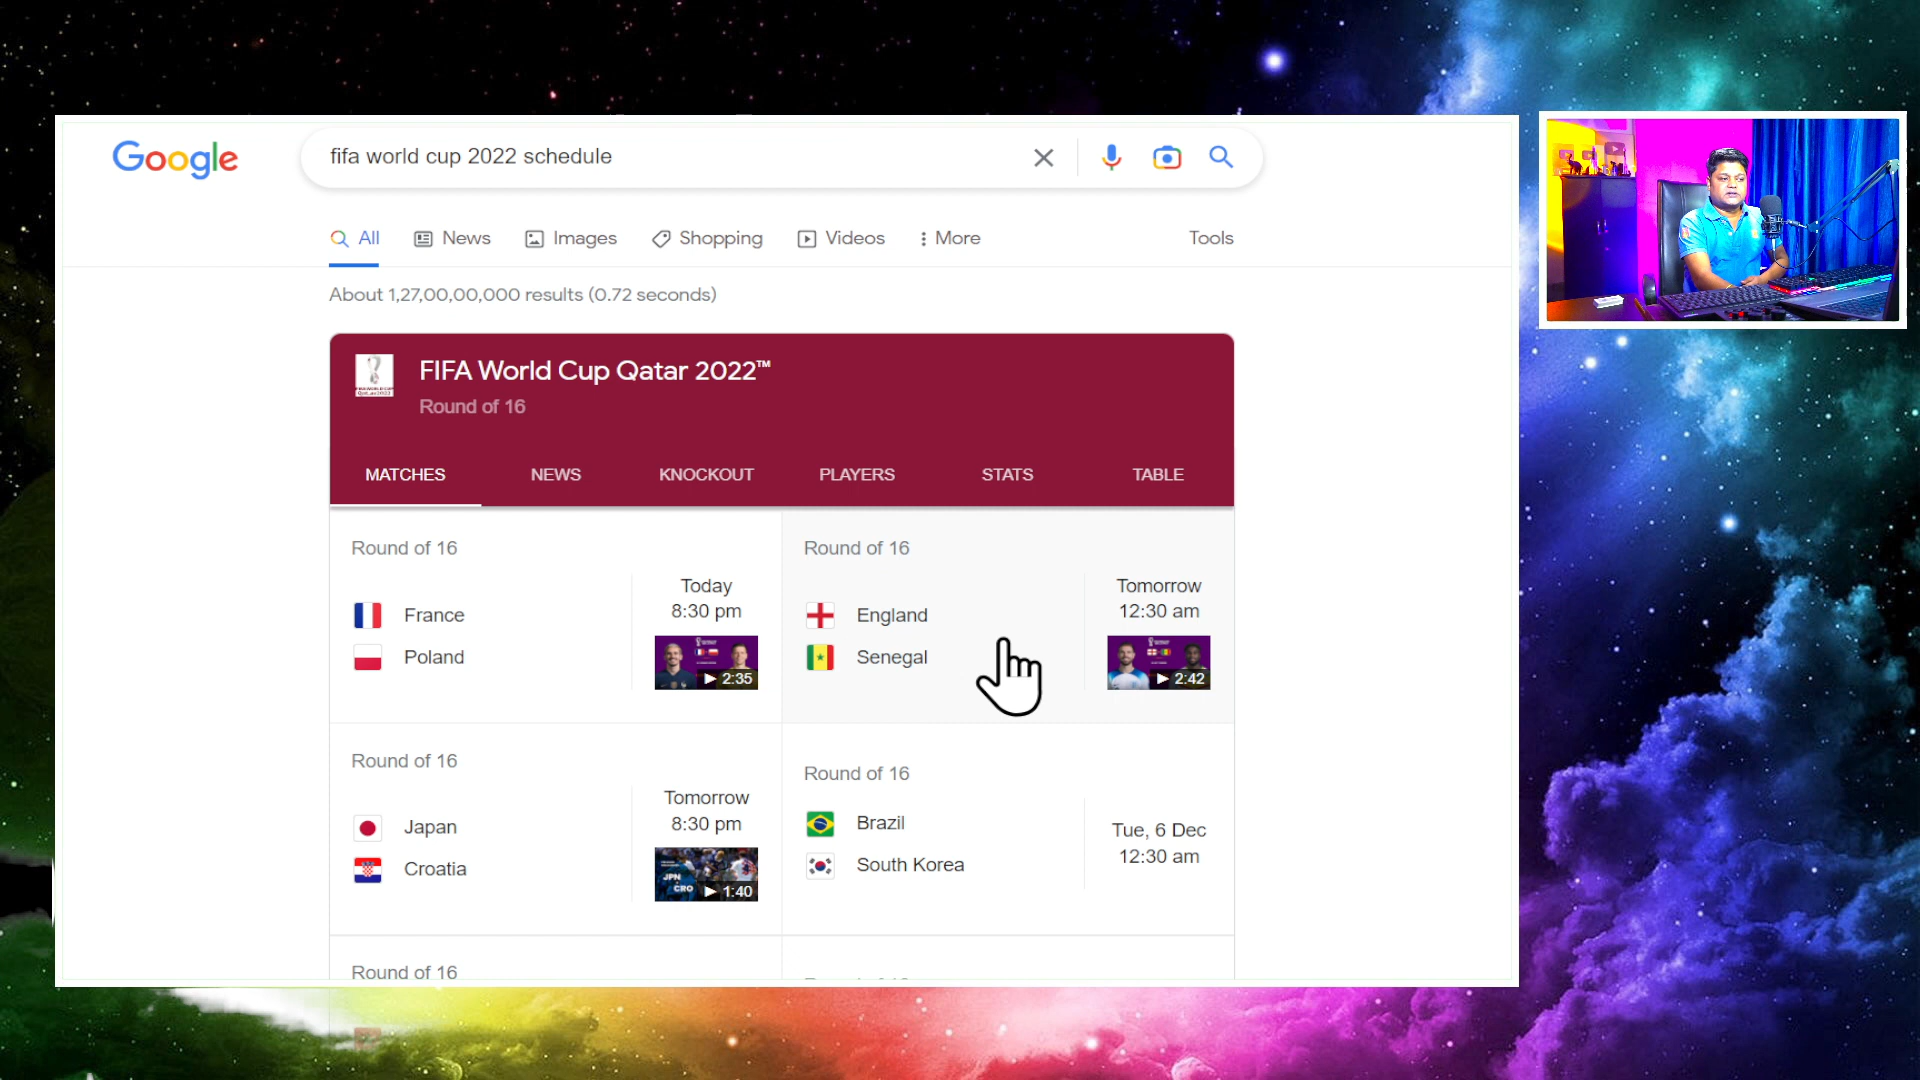 Google
fifa world cup 2022 schedule
All News Images Shopping Videos More Tools
About 1,27,00,00,000 results (0.72 seconds)
FIFA World Cup Qatar 2022™
Round of 16
MATCHES NEWS KNOCKOUT PLAYERS STATS TABLE
Round of 16
France
Poland
Today
8:30 pm
2:35
Round of 16
England
Senegal
Tomorrow
12:30 am
2:42
Round of 16
Japan
Croatia
Tomorrow
8:30 pm
JPN
CRO
1:40
Round of 16
Brazil
South Korea
Tue, 6 Dec
12:30 am
Round of 16